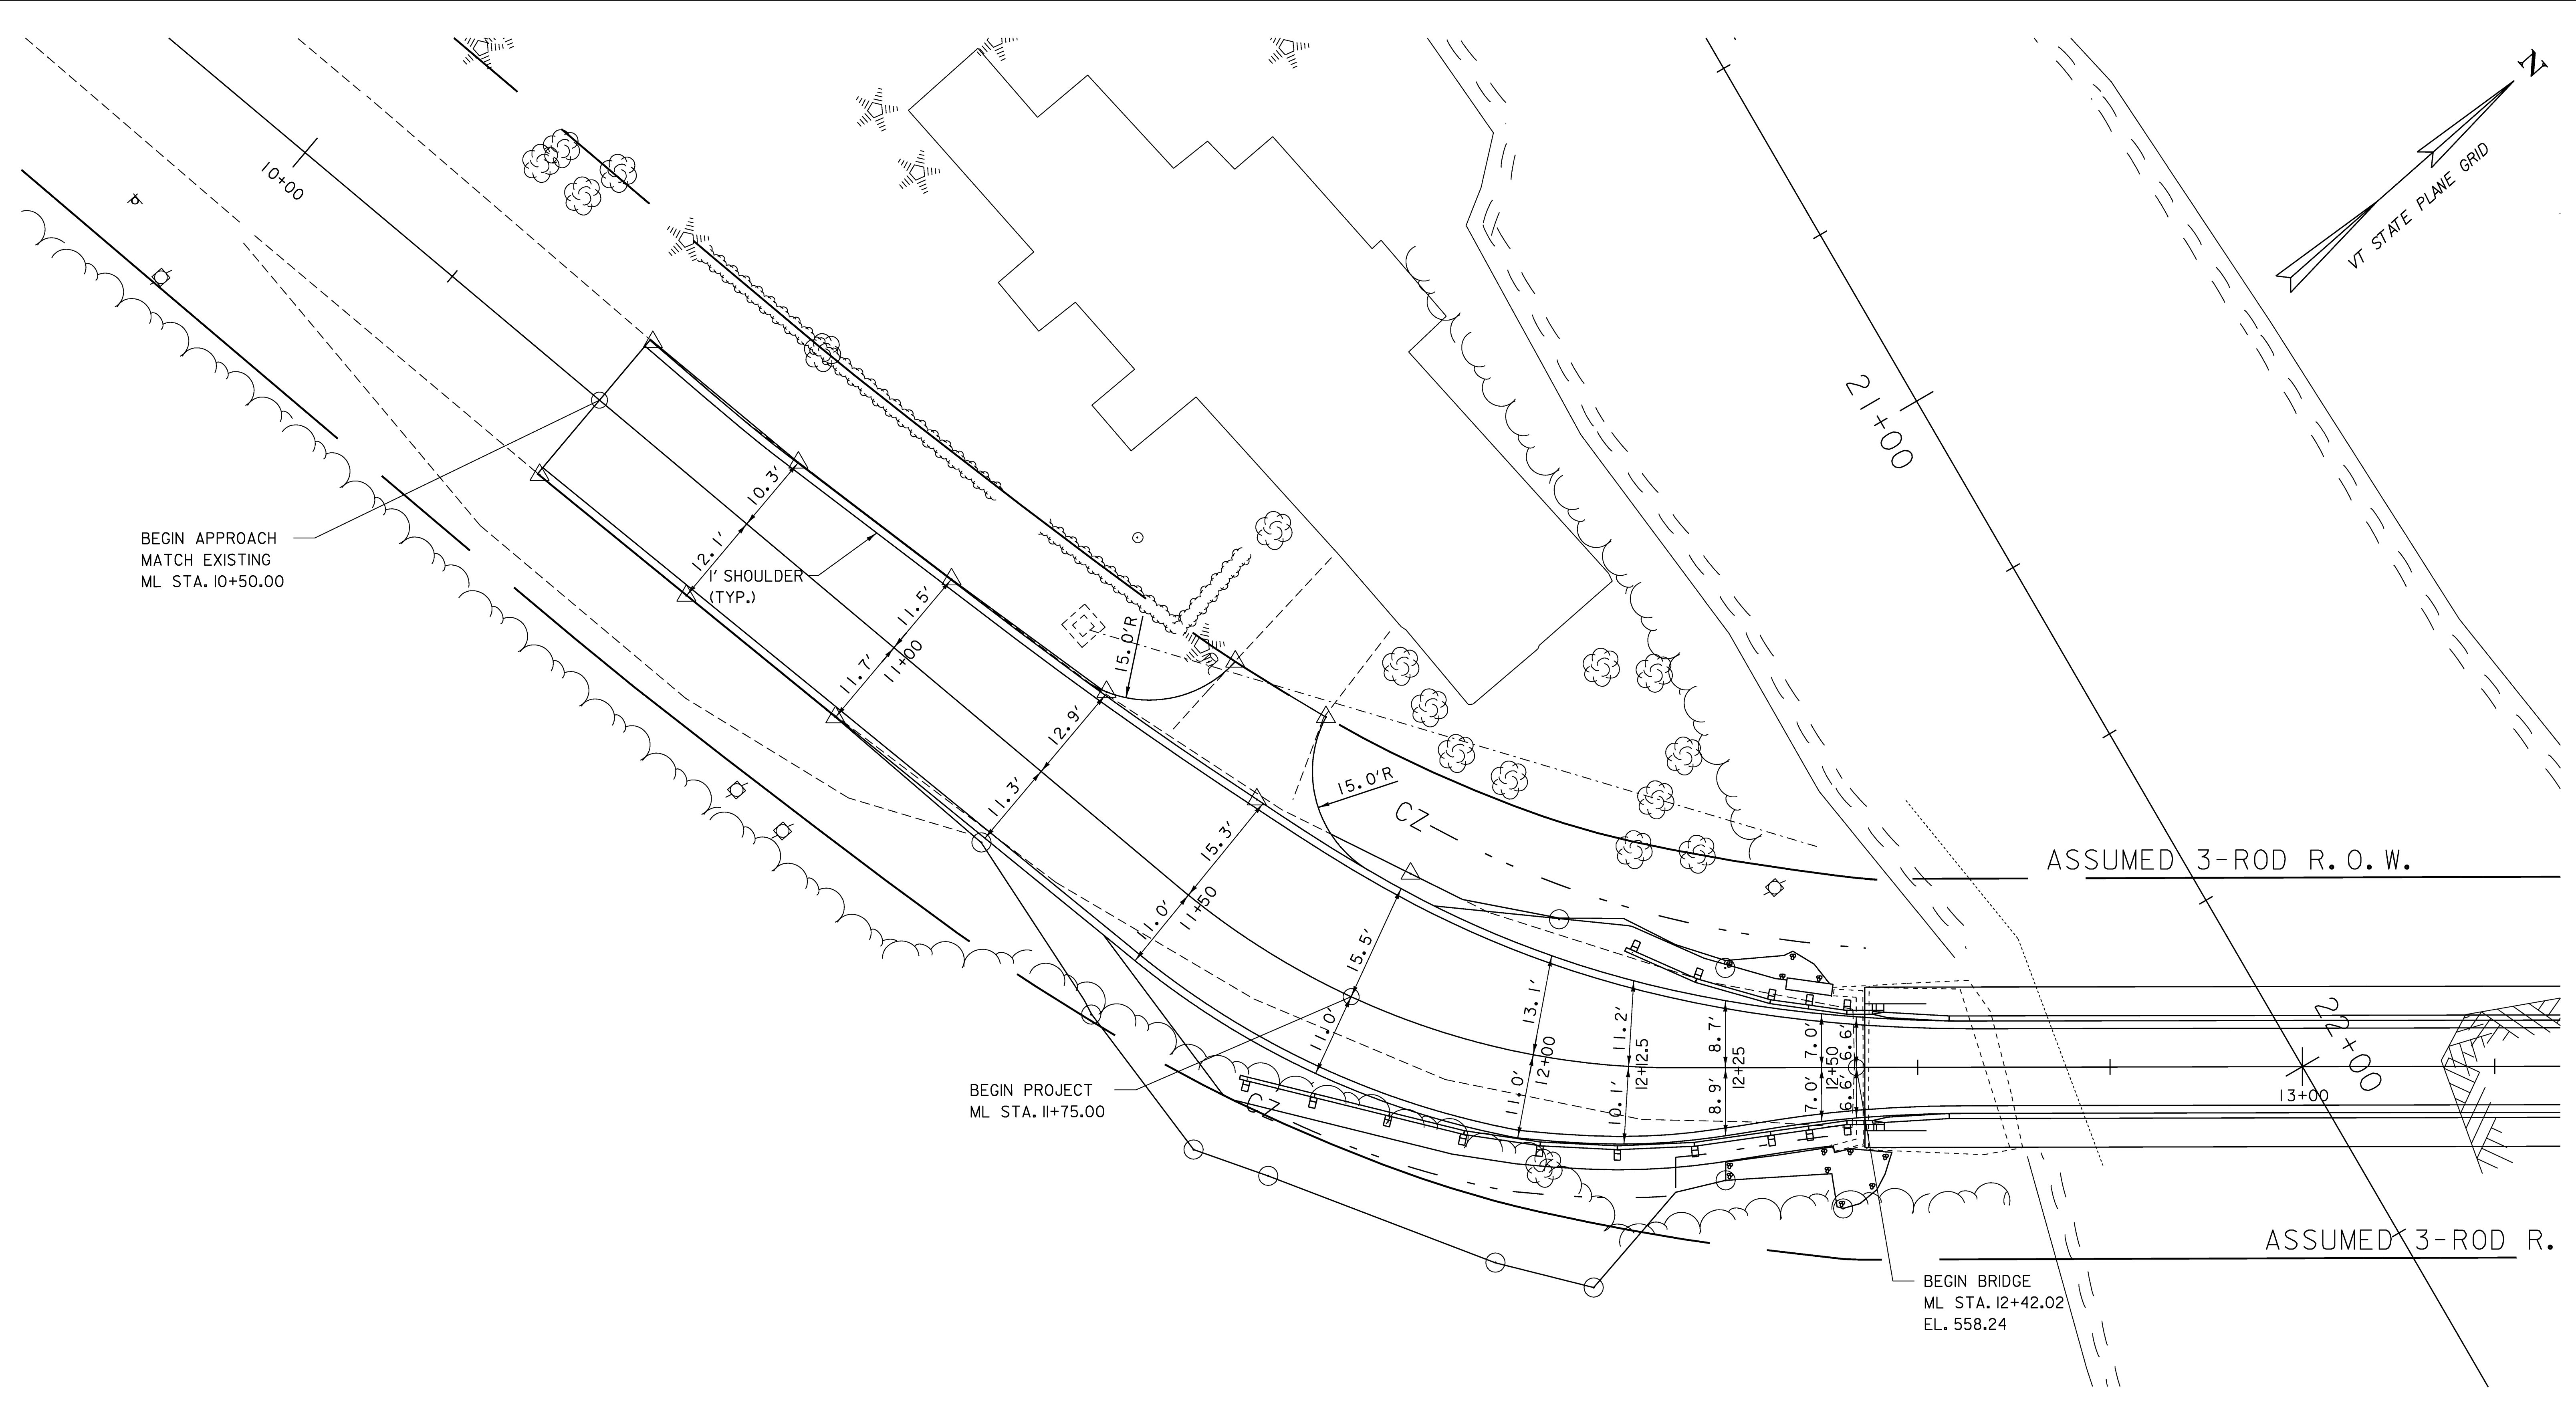 N
VT STATE PLANE GRID
10+00
21+00
10.3'
12.1'
BEGIN APPROACH
MATCH EXISTING
ML STA. 10+50.00
1' SHOULDER
(TYP.)
11.5'
11.7'
11+00
15.0'R
12.9'
11.3'
15.0'R
CZ
15.3'
11.0'
11+50
ASSUMED 3-ROD R.O.W.
15.5'
11.0'
13.1'
11.0'
12+00
11.2'
10.1'
12+12.5
8.7'
8.9'
12+25
7.0'
7.0'
12+50
6.6'
6.6'
22+00
13+00
BEGIN PROJECT
ML STA. 11+75.00
CZ
ASSUMED 3-ROD R.
BEGIN BRIDGE
ML STA. 12+42.02
EL. 558.24